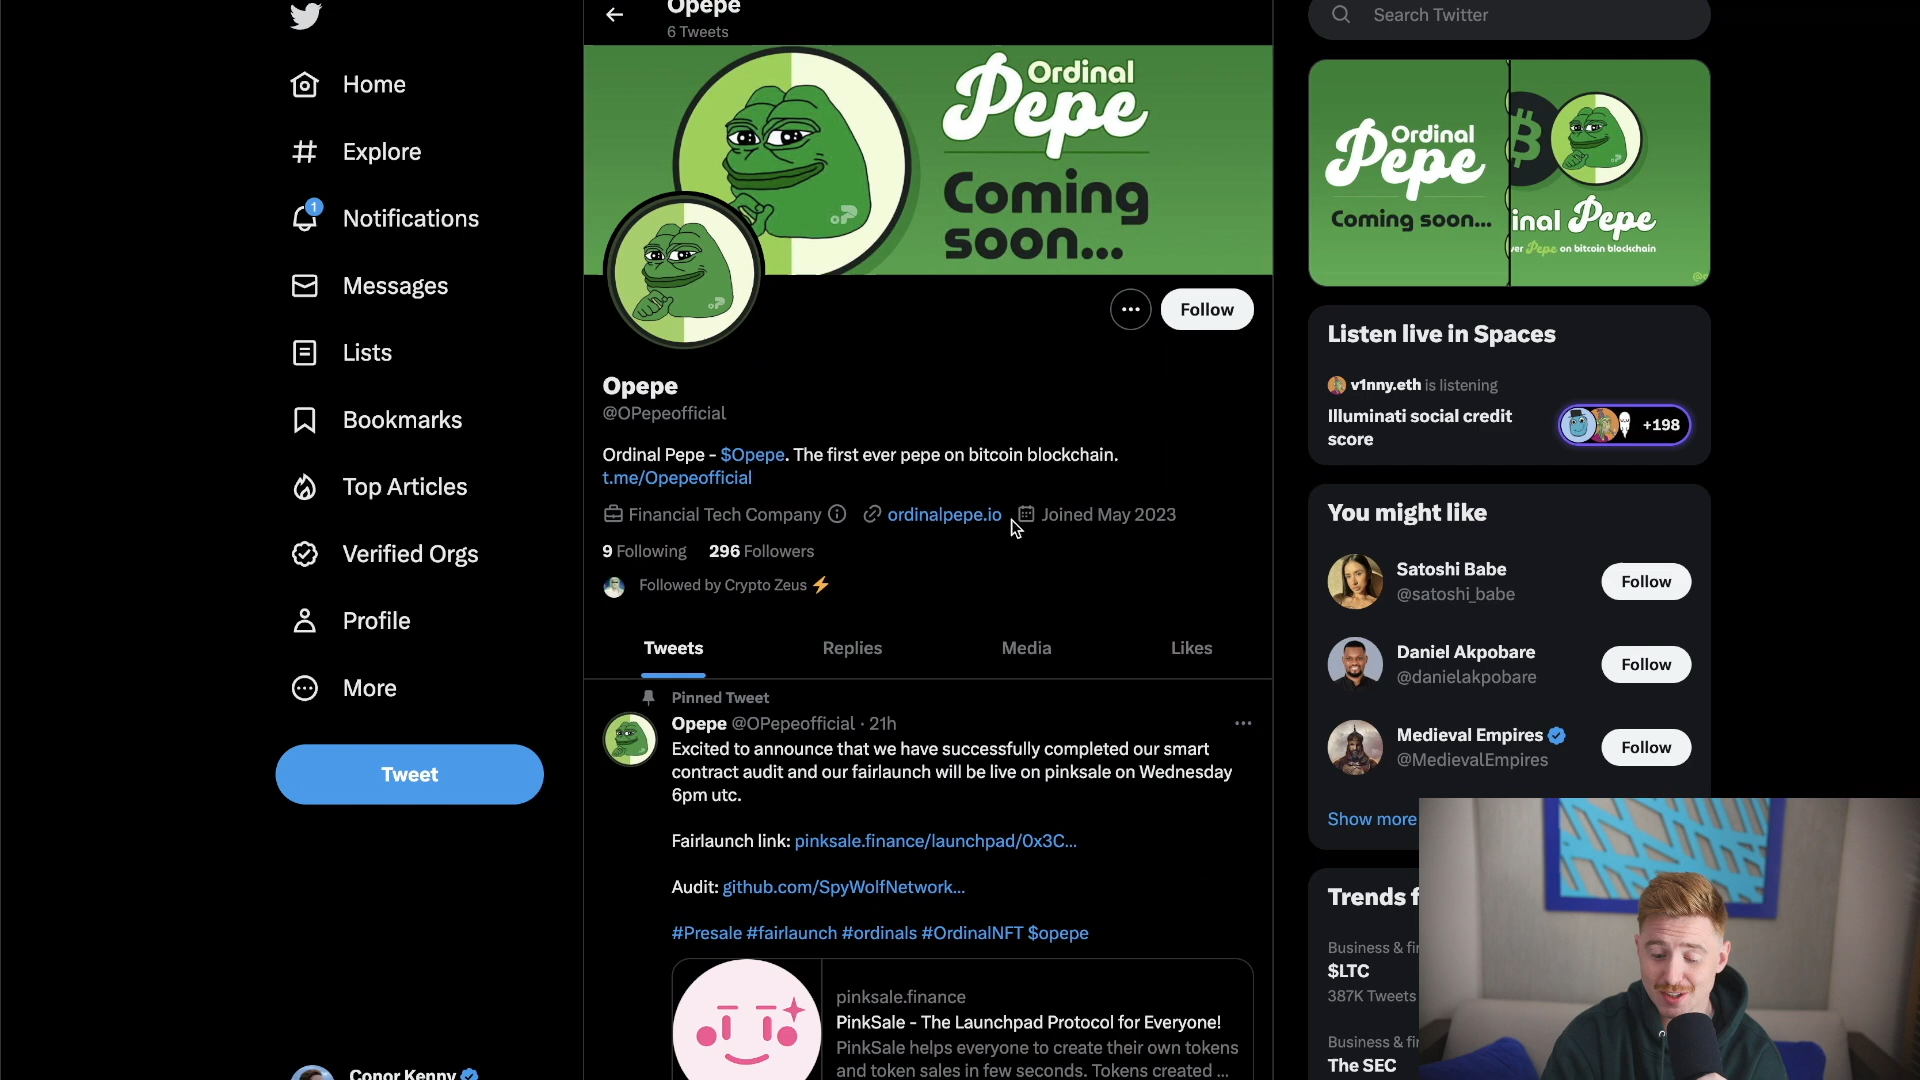 Opepe
6 Tweets
Search Twitter
Home
Explore
1
Notifications
Messages
Lists
Bookmarks
Top Articles
Verified Orgs
Profile
More
Tweet
Conor Kenny
Ordinal
Pepe
Coming
soon...
Follow
Opepe
@OPepeofficial
Ordinal Pepe - $Opepe. The first ever pepe on bitcoin blockchain.
t.me/Opepeofficial
Financial Tech Company ordinalpepe.io Joined May 2023
9 Following 296 Followers
Followed by Crypto Zeus⚡
Tweets Replies Media Likes
Pinned Tweet
Opepe @OPepeofficial · 21h
Excited to announce that we have successfully completed our smart
contract audit and our fairlaunch will be live on pinksale on Wednesday
6pm utc.
Fairlaunch link: pinksale.finance/launchpad/0x3C...
Audit: github.com/SpyWolfNetwork...
#Presale #fairlaunch #ordinals #OrdinalNFT $opepe
pinksale.finance
PinkSale - The Launchpad Protocol for Everyone!
PinkSale helps everyone to create their own tokens
and token sales in few seconds. Tokens created ...
Ordinal
Pepe
Coming soon...
inal Pepe
ver Pepe on bitcoin blockchain
Listen live in Spaces
v1nny.eth is listening
Illuminati social credit
score
+198
You might like
Satoshi Babe
@satoshi_babe
Follow
Daniel Akpobare
@danielakpobare
Follow
Medieval Empires
@MedievalEmpires
Follow
Show more
Trends f
Business & fin
$LTC
387K Tweets
Business & fin
The SEC